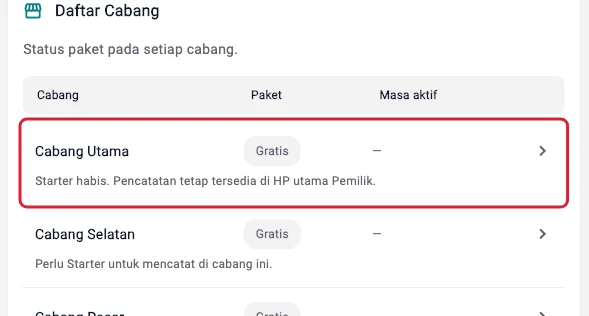 Daftar Cabang
Status paket pada setiap cabang.
Cabang Paket Masa aktif
Cabang Utama Gratis —
Starter habis. Pencatatan tetap tersedia di HP utama Pemilik.
Cabang Selatan Gratis —
Perlu Starter untuk mencatat di cabang ini.